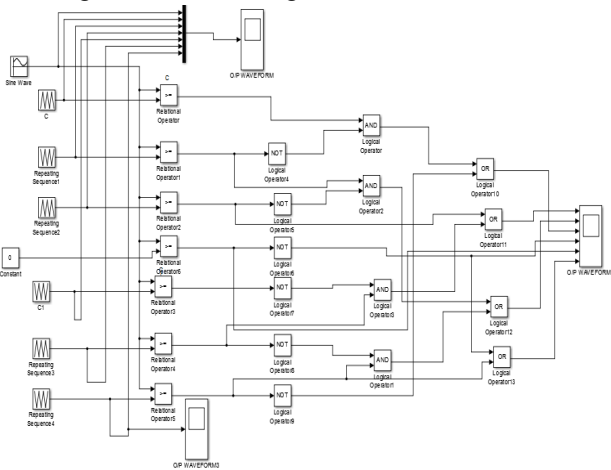 O/P WAVEFORM
Sine Wave
C
C
>=
Relational
Operator
AND
Logical
Operator
Repeating
Sequence1
>=
Relational
Operator1
NOT
Logical
Operator4
OR
Logical
Operator10
AND
Logical
Operator2
Repeating
Sequence2
>=
Relational
Operator2
NOT
Logical
Operator5
OR
Logical
Operator11
0
Constant
>=
Relational
Operator6
NOT
Logical
Operator6
O/P WAVEFORM
C1
>=
Relational
Operator3
NOT
Logical
Operator7
AND
Logical
Operator3
OR
Logical
Operator12
Repeating
Sequence3
>=
Relational
Operator4
NOT
Logical
Operator8
AND
Logical
Operator1
OR
Logical
Operator13
Repeating
Sequence4
>=
Relational
Operator5
NOT
Logical
Operator9
O/P WAVEFORM3